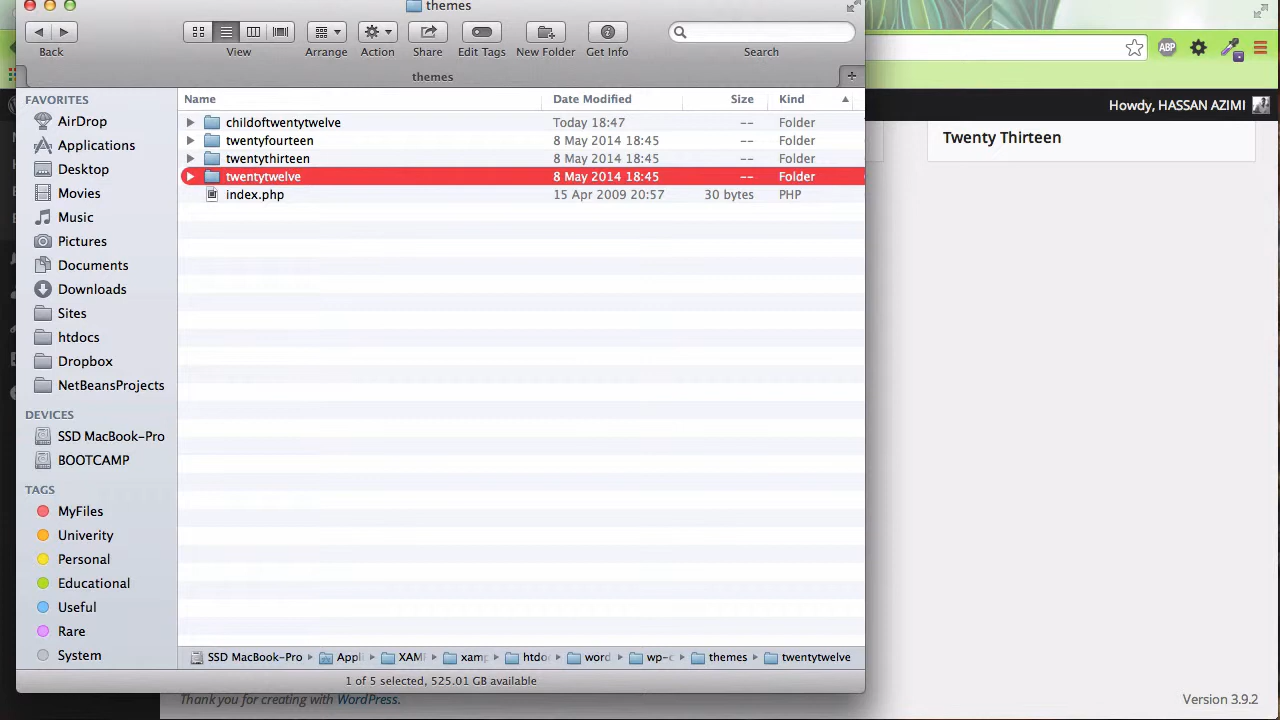 themes
Back
View
Arrange
Action
Share
Edit Tags
New Folder
Get Info
Search
themes
ABP
Howdy, HASSAN AZIMI
Twenty Thirteen
FAVORITES
AirDrop
Applications
Desktop
Movies
Music
Pictures
Documents
Downloads
Sites
htdocs
Dropbox
NetBeansProjects
DEVICES
SSD MacBook-Pro
BOOTCAMP
TAGS
MyFiles
Univerity
Personal
Educational
Useful
Rare
System
Name Date Modified Size Kind
childoftwentytwelve Today 18:47 -- Folder
twentyfourteen 8 May 2014 18:45 -- Folder
twentythirteen 8 May 2014 18:45 -- Folder
twentytwelve 8 May 2014 18:45 -- Folder
index.php 15 Apr 2009 20:57 30 bytes PHP
SSD MacBook-Pro Appl XAM xamp htdo word wp-c themes twentytwelve
1 of 5 selected, 525.01 GB available
Thank you for creating with WordPress.
Version 3.9.2